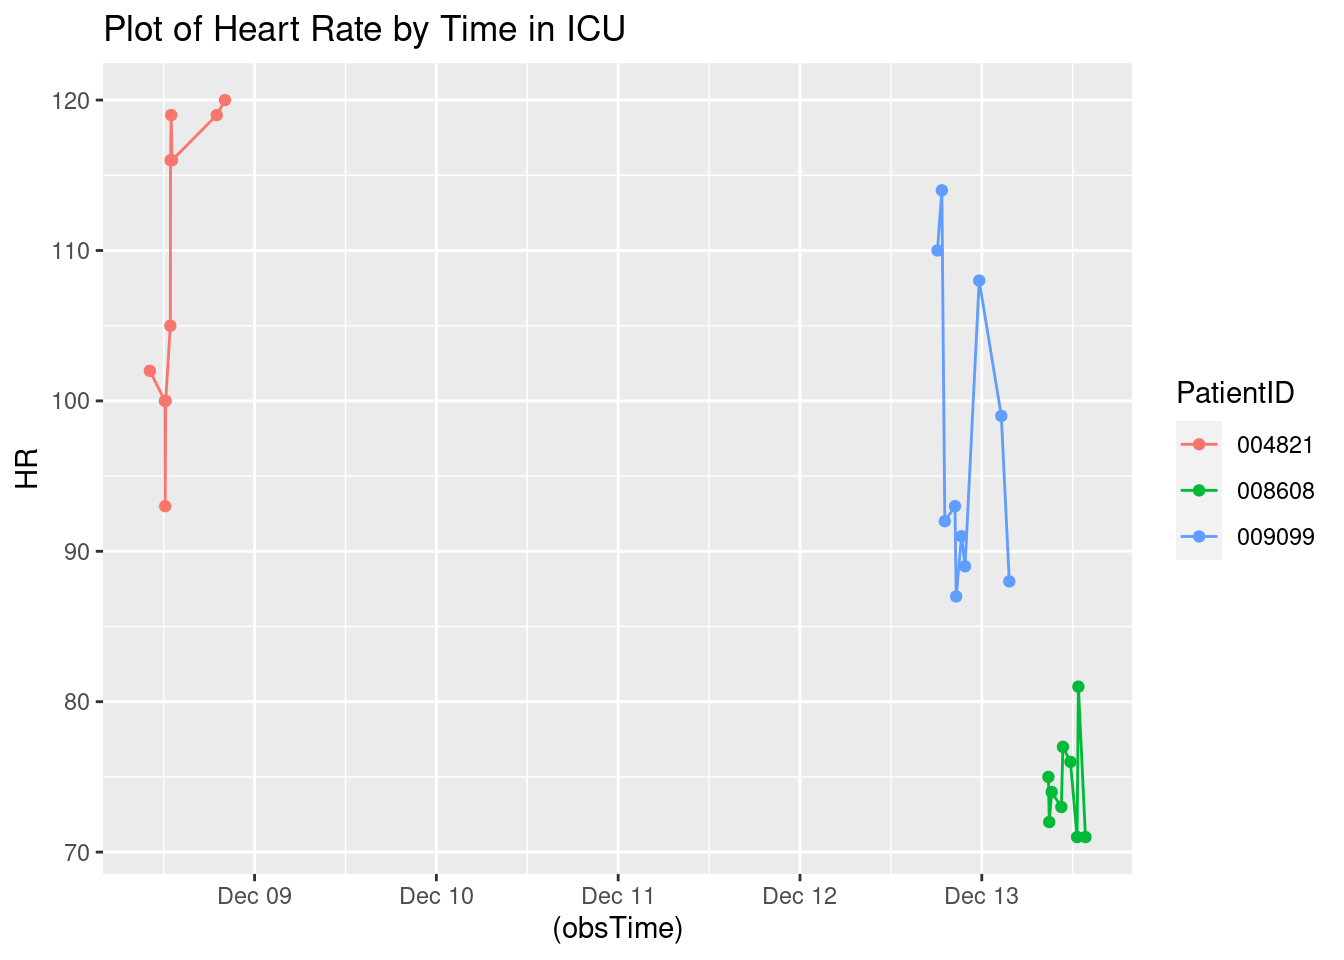 Plot of Heart Rate by Time in ICU
120
110
100
90
80
70
HR
Dec 09 Dec 10 Dec 11 Dec 12 Dec 13
(obsTime)
PatientID
004821
008608
009099